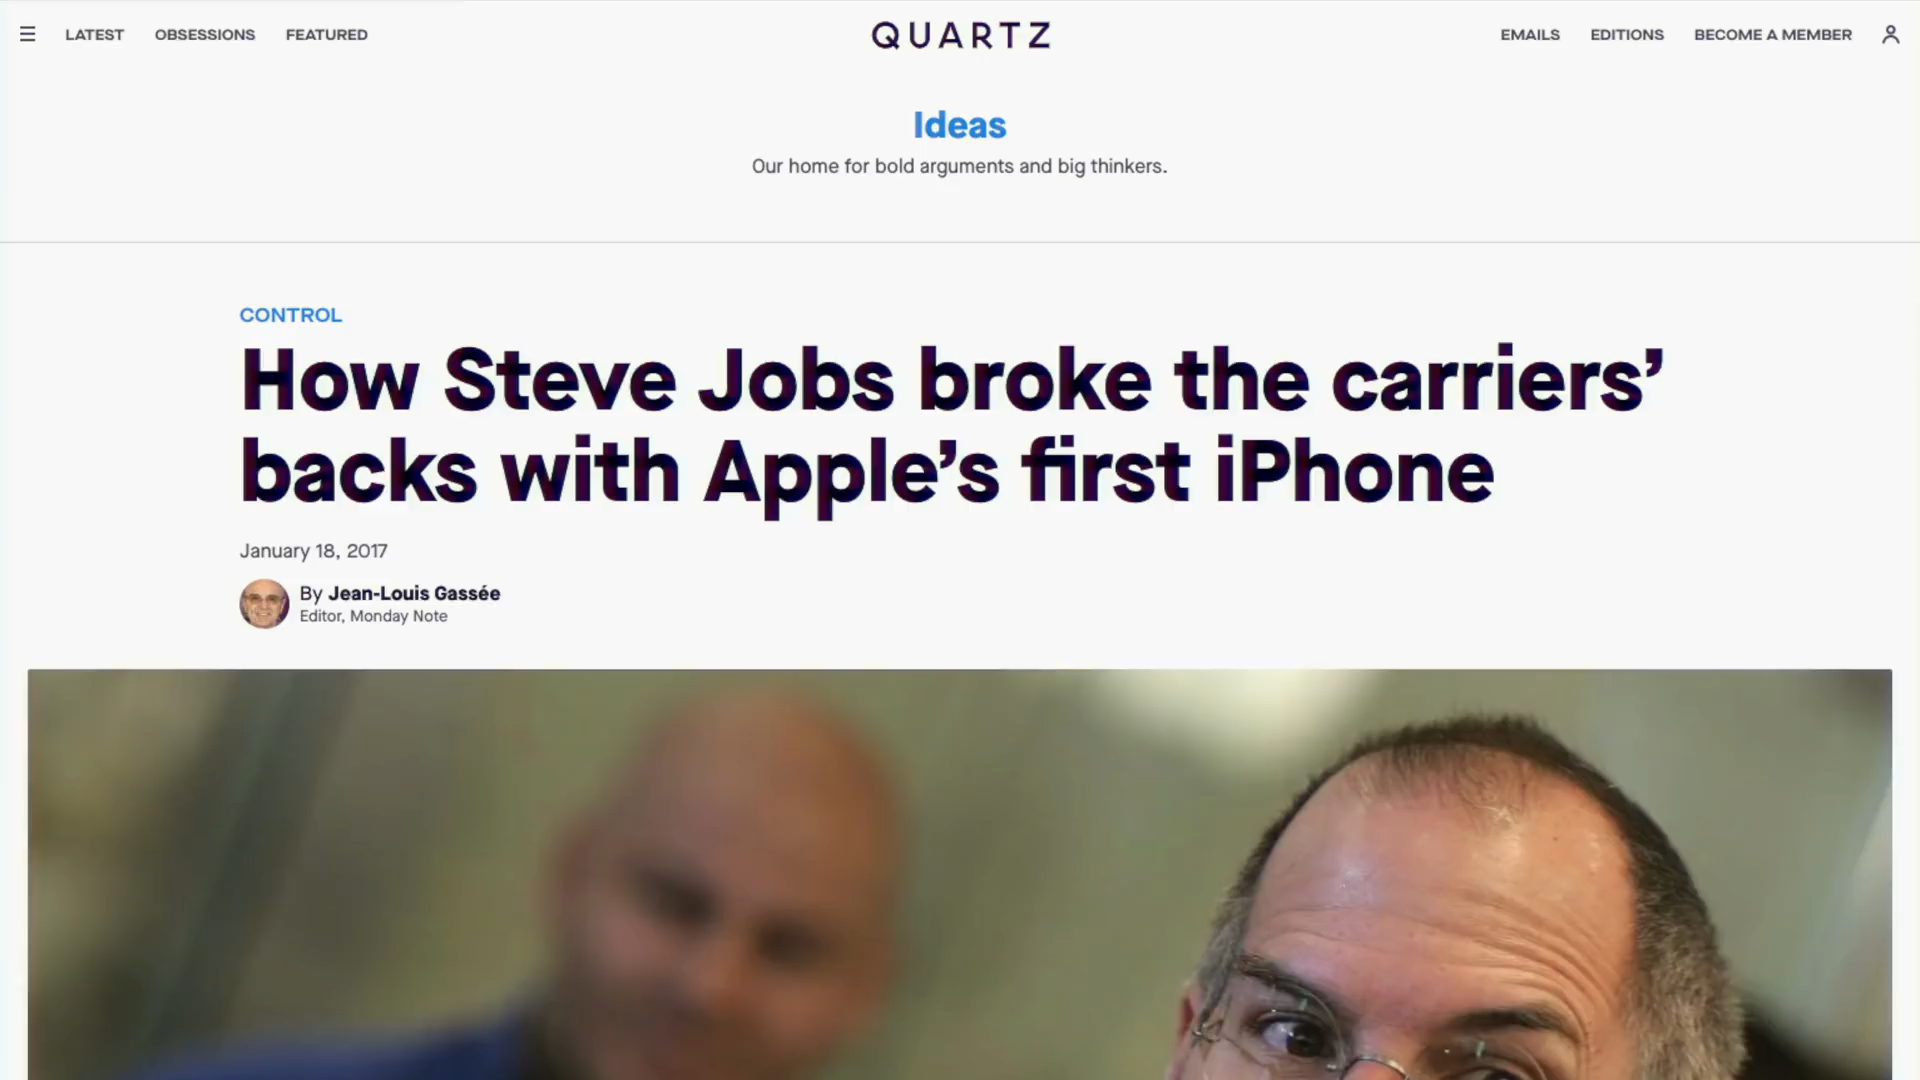 LATEST OBSESSIONS FEATURED QUARTZ EMAILS EDITIONS BECOME A MEMBER
Ideas
Our home for bold arguments and big thinkers.
CONTROL
How Steve Jobs broke the carriers’
backs with Apple’s first iPhone
January 18, 2017
By Jean-Louis Gassée
Editor, Monday Note